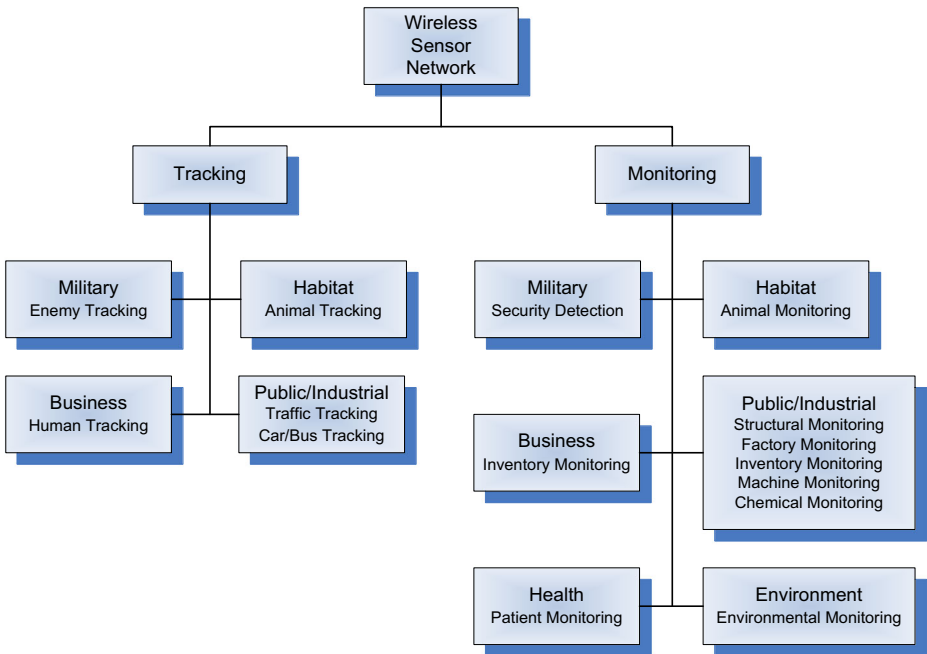 Wireless
Sensor
Network
Tracking
Monitoring
Military
Enemy Tracking
Habitat
Animal Tracking
Business
Human Tracking
Public/Industrial
Traffic Tracking
Car/Bus Tracking
Military
Security Detection
Habitat
Animal Monitoring
Business
Inventory Monitoring
Public/Industrial
Structural Monitoring
Factory Monitoring
Inventory Monitoring
Machine Monitoring
Chemical Monitoring
Health
Patient Monitoring
Environment
Environmental Monitoring